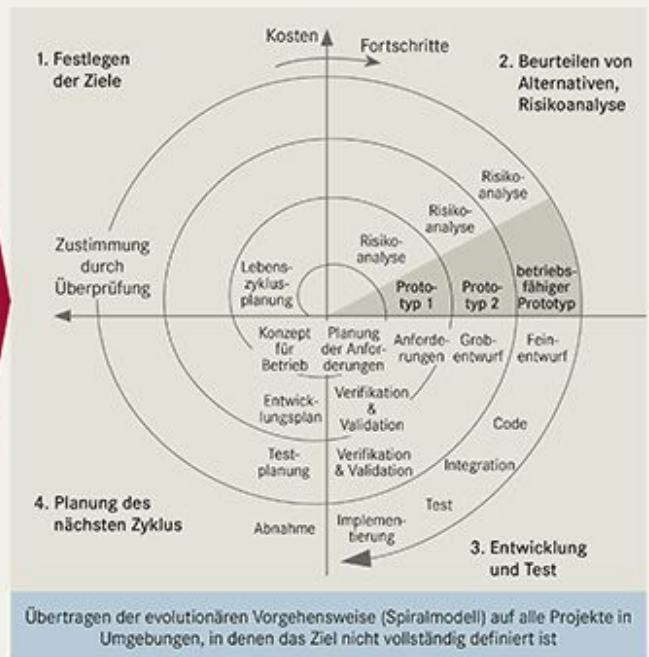 Kosten
Fortschritte
1. Festlegen
der Ziele
2. Beurteilen von
Alternativen,
Risikoanalyse
Risiko-
analyse
Risiko-
analyse
Risiko-
analyse
Zustimmung
durch
Überprüfung
Lebens-
zyklus-
planung
Proto-
typ 1
Proto-
typ 2
betriebs-
fähiger
Prototyp
Konzept
für
Betrieb
Planung
der Anfor-
derungen
Anforde-
rungen
Grob-
entwurf
Fein-
entwurf
Entwick-
lungsplan
Verifikation
&
Validation
Code
Test-
planung
Verifikation
& Validation
Integration
Test
4. Planung des
nächsten Zyklus
Abnahme
Implemen-
tierung
3. Entwicklung
und Test
Übertragen der evolutionären Vorgehensweise (Spiralmodell) auf alle Projekte in
Umgebungen, in denen das Ziel nicht vollständig definiert ist